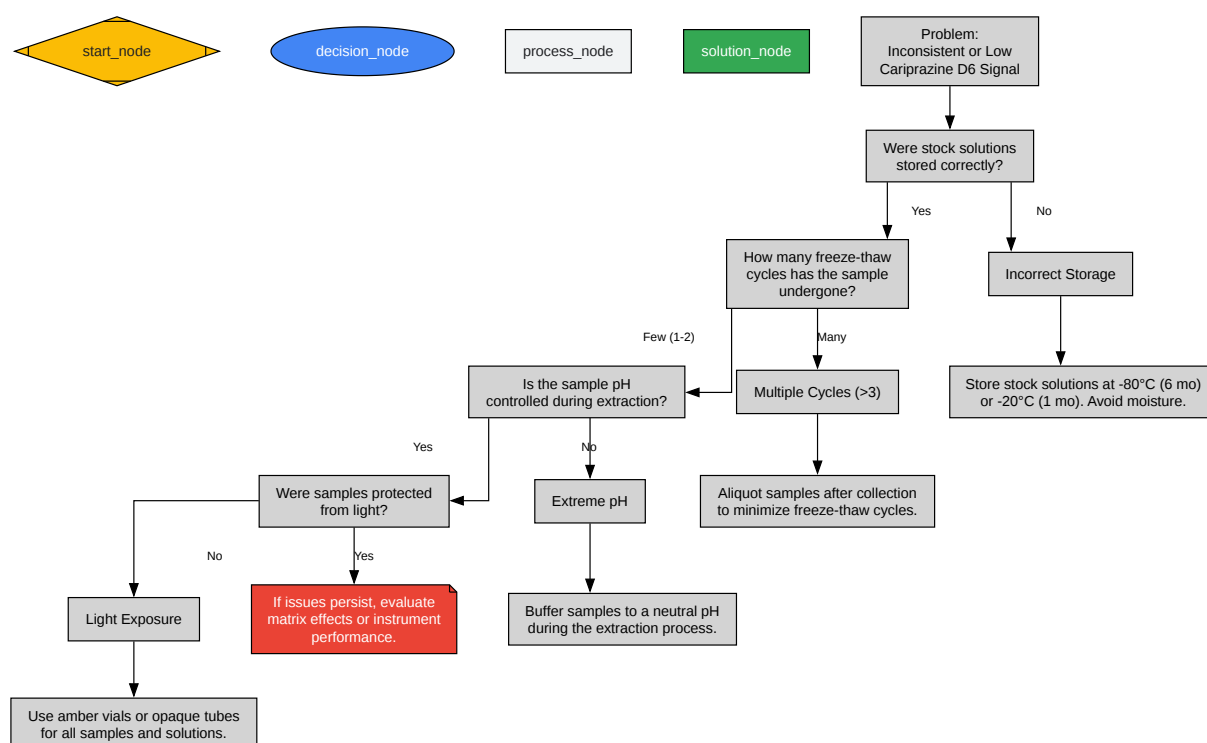 start_node
decision_node
process_node
solution_node
Problem:
Inconsistent or Low
Cariprazine D6 Signal
Were stock solutions
stored correctly?
Yes
No
How many freeze-thaw
cycles has the sample
undergone?
Incorrect Storage
Few (1-2)
Many
Is the sample pH
controlled during extraction?
Multiple Cycles (>3)
Store stock solutions at -80°C (6 mo)
or -20°C (1 mo). Avoid moisture.
Yes
No
Were samples protected
from light?
Extreme pH
Aliquot samples after collection
to minimize freeze-thaw cycles.
No
Yes
Light Exposure
If issues persist, evaluate
matrix effects or instrument
performance.
Buffer samples to a neutral pH
during the extraction process.
Use amber vials or opaque tubes
for all samples and solutions.